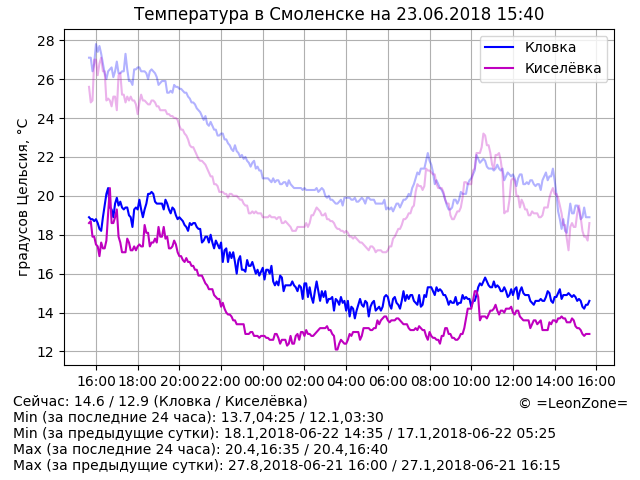 Температура в Смоленске на 23.06.2018 15:40
Кловка
Киселёвка
градусов Цельсия, °C
28
26
24
22
20
18
16
14
12
16:00 18:00 20:00 22:00 00:00 02:00 04:00 06:00 08:00 10:00 12:00 14:00 16:00
Сейчас: 14.6 / 12.9 (Кловка / Киселёвка)
© =LeonZone=
Min (за последние 24 часа): 13.7,04:25 / 12.1,03:30
Min (за предыдущие сутки): 18.1,2018-06-22 14:35 / 17.1,2018-06-22 05:25
Max (за последние 24 часа): 20.4,16:35 / 20.4,16:40
Max (за предыдущие сутки): 27.8,2018-06-21 16:00 / 27.1,2018-06-21 16:15